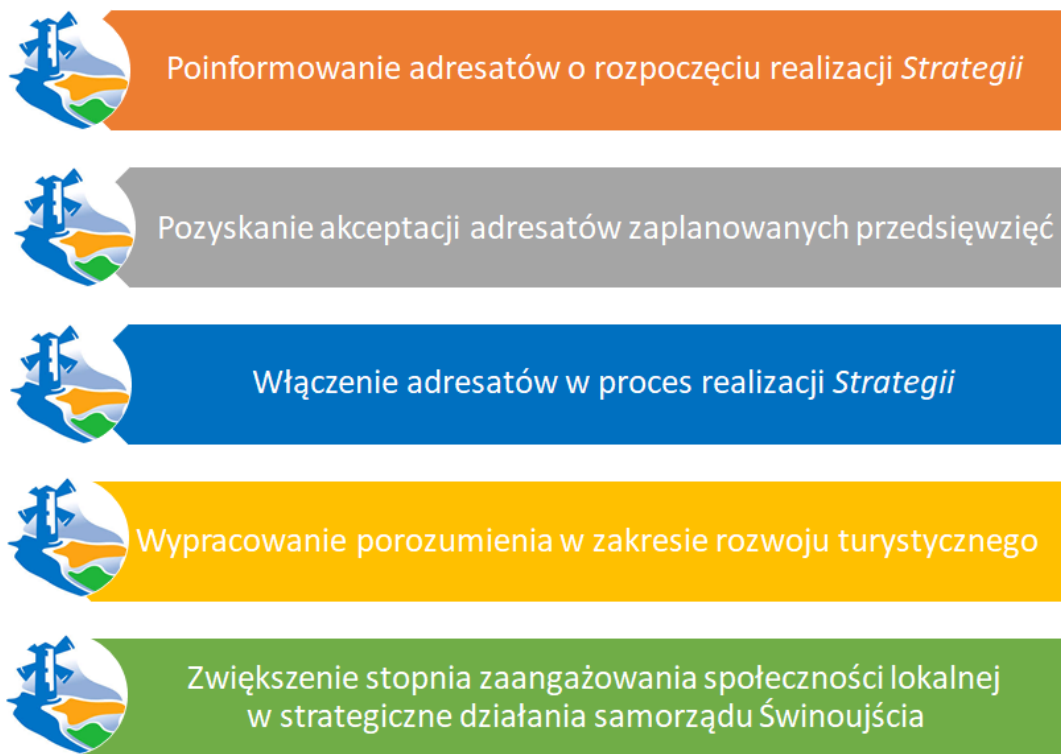 Poinformowanie adresatów o rozpoczęciu realizacji Strategii
Pozyskanie akceptacji adresatów zaplanowanych przedsięwzięć
Włączenie adresatów w proces realizacji Strategii
Wypracowanie porozumienia w zakresie rozwoju turystycznego
Zwiększenie stopnia zaangażowania społeczności lokalnej
w strategiczne działania samorządu Świnoujścia